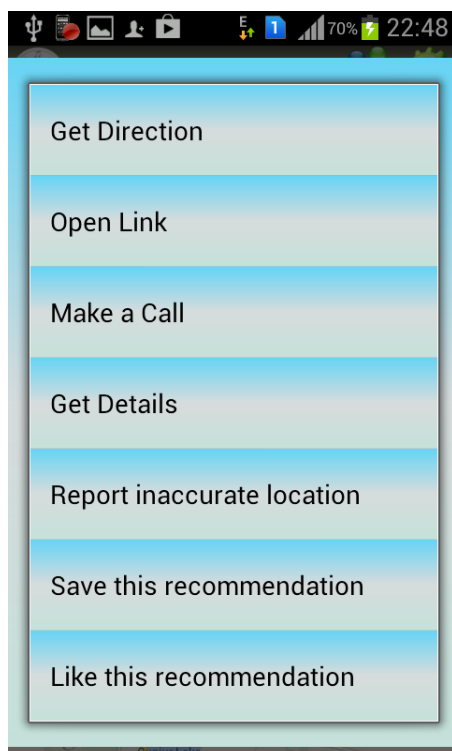 E
1
70%
22:48
Get Direction
Open Link
Make a Call
Get Details
Report inaccurate location
Save this recommendation
Like this recommendation